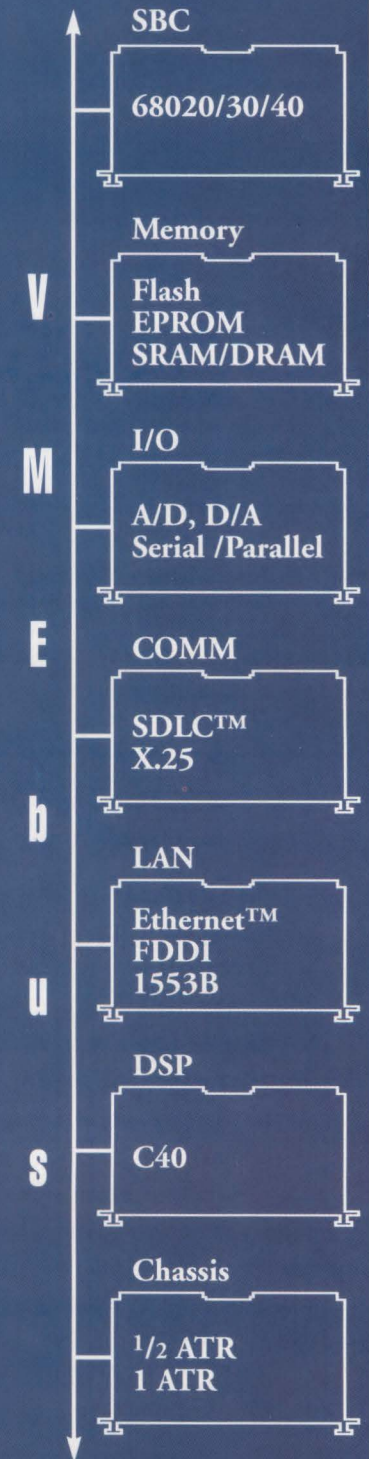 SBC
68020/30/40
Memory
Flash
EPROM
SRAM/DRAM
I/O
A/D, D/A
Serial /Parallel
COMM
SDLC™
X.25
LAN
Ethernet™
FDDI
1553B
DSP
C40
Chassis
1/2 ATR
1 ATR
VMEbus